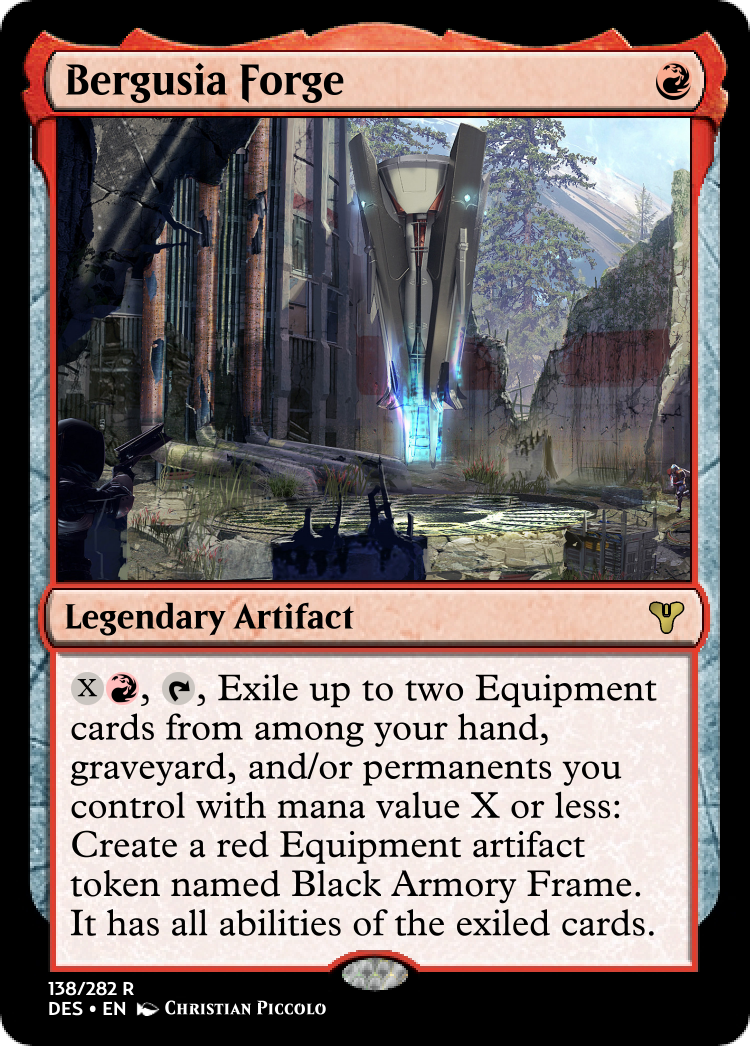 Bergusia Forge
Legendary Artifact
X, Exile up to two Equipment
cards from among your hand,
graveyard, and/or permanents you
control with mana value X or less:
Create a red Equipment artifact
token named Black Armory Frame.
It has all abilities of the exiled cards.
138/282 R
DES • EN Christian Piccolo